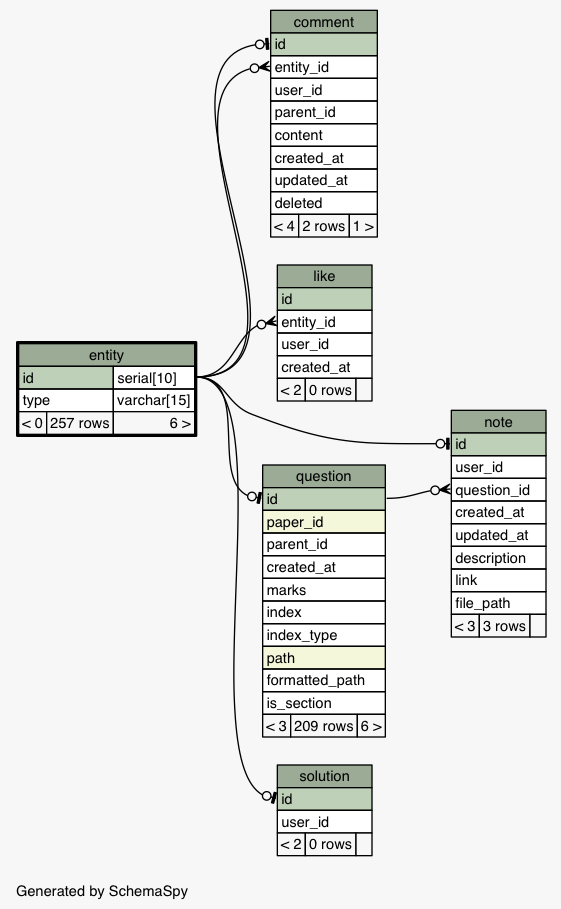 comment
id
entity_id
user_id
parent_id
content
created_at
updated_at
deleted
< 4 2 rows 1 >
like
id
entity_id
user_id
created_at
< 2 0 rows
entity
id serial[10]
type varchar[15]
< 0 257 rows 6 >
note
id
user_id
question_id
created_at
updated_at
description
link
file_path
< 3 3 rows
question
id
paper_id
parent_id
created_at
marks
index
index_type
path
formatted_path
is_section
< 3 209 rows 6 >
solution
id
user_id
< 2 0 rows
Generated by SchemaSpy